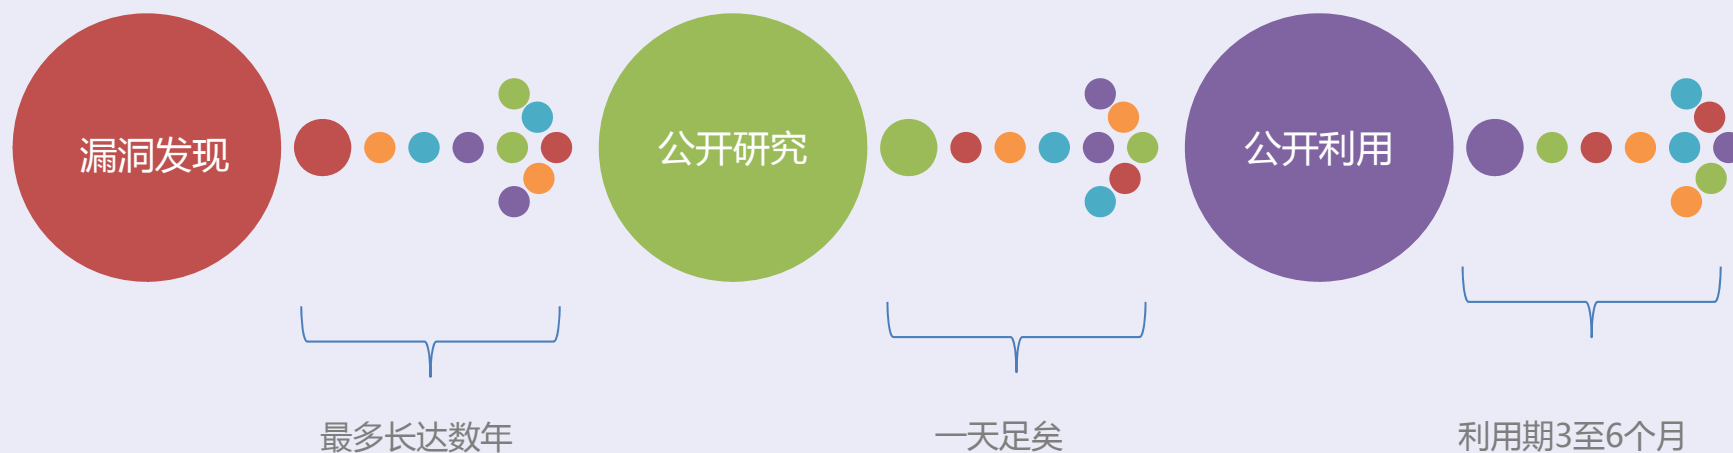 漏洞发现
公开研究
公开利用
最多长达数年
一天足矣
利用期3至6个月